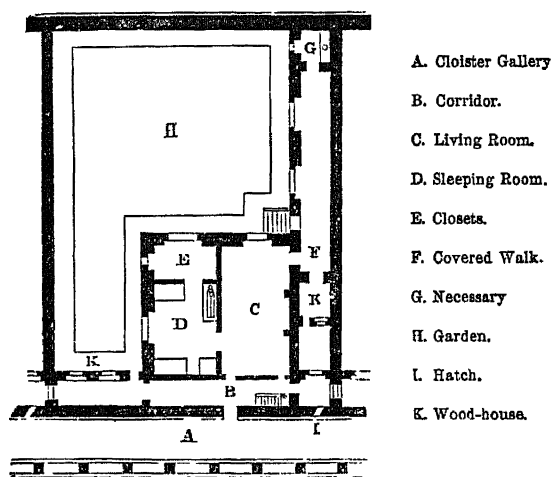 G
H
E
F
C
K
D
K
B
A
I
A. Cloister Gallery
B. Corridor.
C. Living Room.
D. Sleeping Room.
E. Closets.
F. Covered Walk.
G. Necessary
H. Garden.
I. Hatch.
K. Wood-house.